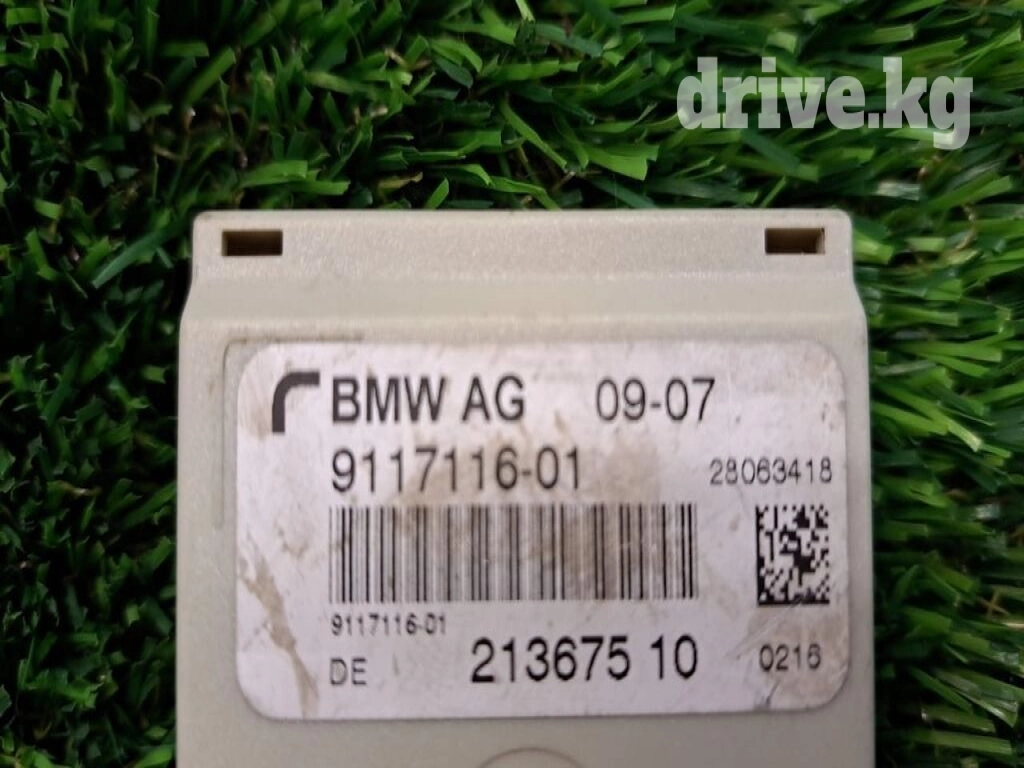 drive.kg
BMW AG 09-07
9117116-01 28063418
9117116-01
DE 213675 10 0216